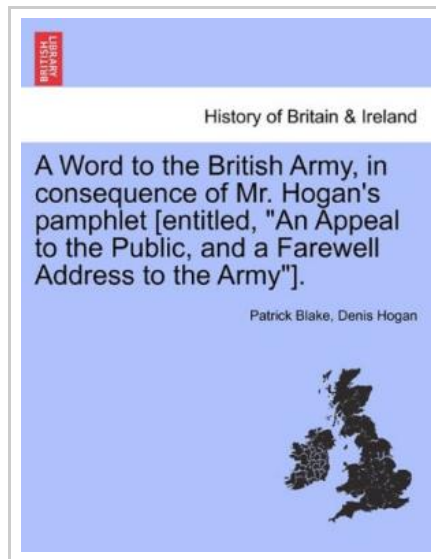 BRITISH
LIBRARY
History of Britain & Ireland
A Word to the British Army, in
consequence of Mr. Hogan's
pamphlet [entitled, "An Appeal
to the Public, and a Farewell
Address to the Army"].
Patrick Blake, Denis Hogan